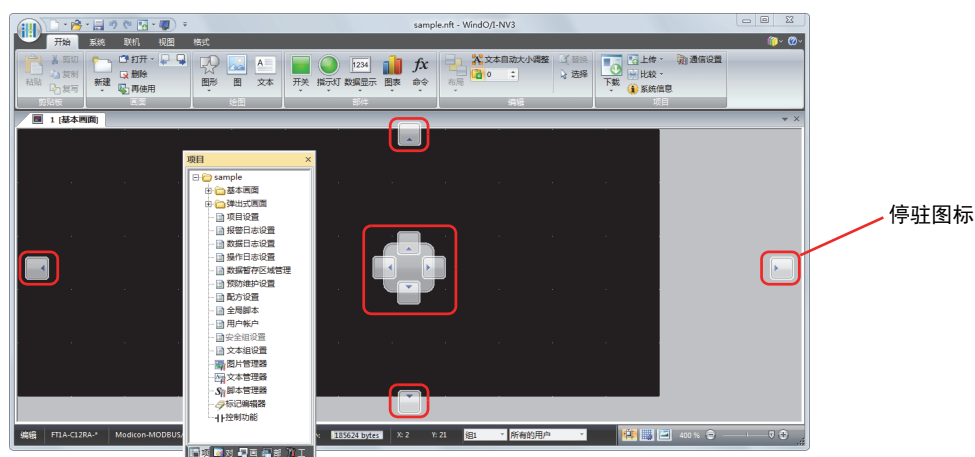 sample.nft - WindO/I-NV3
开始 系统 联机 视图 格式
粘贴 剪切 复制 复写 新建 打开 删除 再使用 图形 图 文本 开关 指示灯 数据显示 图表 命令 布局 文本自动大小调整 0 替换 选择 下载 上传 比较 系统信息 通信设置
1234
fx
剪贴板 画面 绘图 部件 编辑 项目
1 [基本画面]
停驻图标
项目
sample
基本画面
弹出式画面
项目设置
报警日志设置
数据日志设置
操作日志设置
数据暂存区域管理
预防维护设置
配方设置
全局脚本
用户帐户
安全组设置
文本组设置
图片管理器
文本管理器
脚本管理器
标记编辑器
控制功能
编辑 FT1A-C12RA-* Modicon-MODBUS 185624 bytes X: 2 Y: 21 组1 所有的用户 400 %
项 对 画 部 工